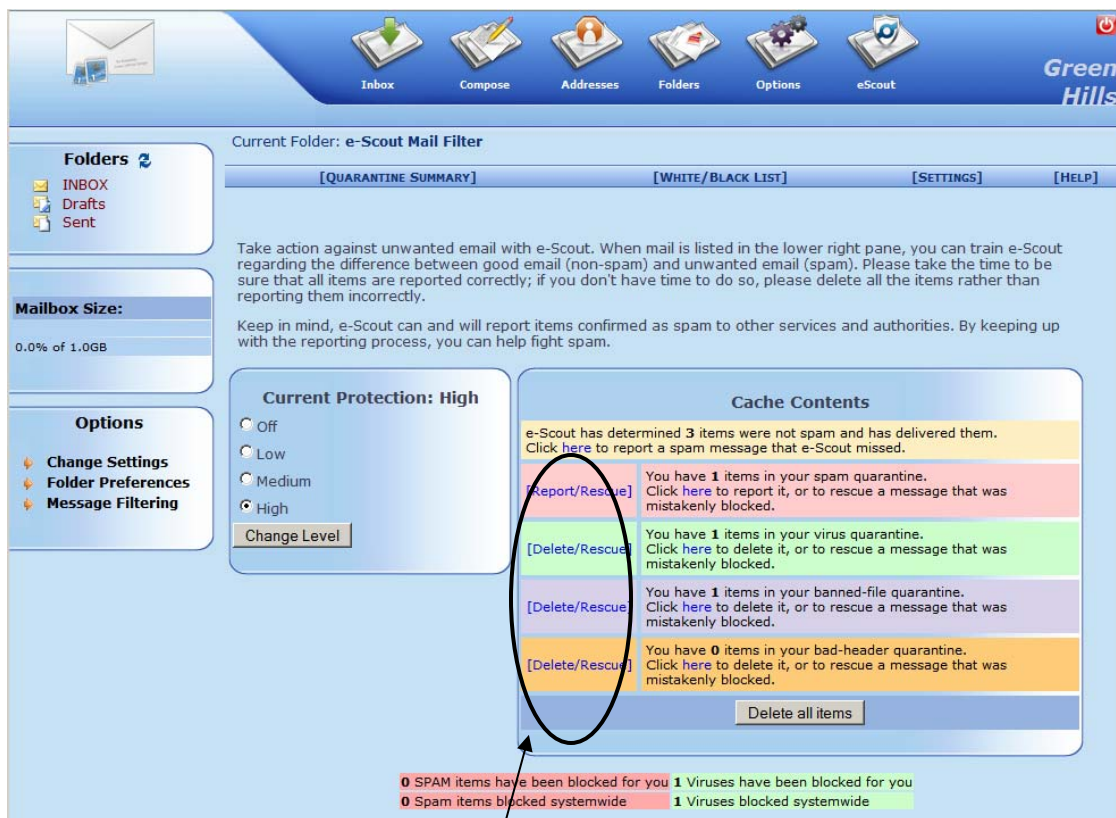 Inbox
Compose
Addresses
Folders
Options
eScout
Green
Hills
Current Folder: e-Scout Mail Filter
[QUARANTINE SUMMARY]
[WHITE/BLACK LIST]
[SETTINGS]
[HELP]
Folders
INBOX
Drafts
Sent
Mailbox Size:
0.0% of 1.0GB
Options
Change Settings
Folder Preferences
Message Filtering
Take action against unwanted email with e-Scout. When mail is listed in the lower right pane, you can train e-Scout
regarding the difference between good email (non-spam) and unwanted email (spam). Please take the time to be
sure that all items are reported correctly; if you don't have time to do so, please delete all the items rather than
reporting them incorrectly.
Keep in mind, e-Scout can and will report items confirmed as spam to other services and authorities. By keeping up
with the reporting process, you can help fight spam.
Current Protection: High
Off
Low
Medium
High
Change Level
Cache Contents
e-Scout has determined 3 items were not spam and has delivered them.
Click here to report a spam message that e-Scout missed.
[Report/Rescue]
You have 1 items in your spam quarantine.
Click here to report it, or to rescue a message that was
mistakenly blocked.
[Delete/Rescue]
You have 1 items in your virus quarantine.
Click here to delete it, or to rescue a message that was
mistakenly blocked.
[Delete/Rescue]
You have 1 items in your banned-file quarantine.
Click here to delete it, or to rescue a message that was
mistakenly blocked.
[Delete/Rescue]
You have 0 items in your bad-header quarantine.
Click here to delete it, or to rescue a message that was
mistakenly blocked.
Delete all items
0 SPAM items have been blocked for you 1 Viruses have been blocked for you
0 Spam items blocked systemwide 1 Viruses blocked systemwide